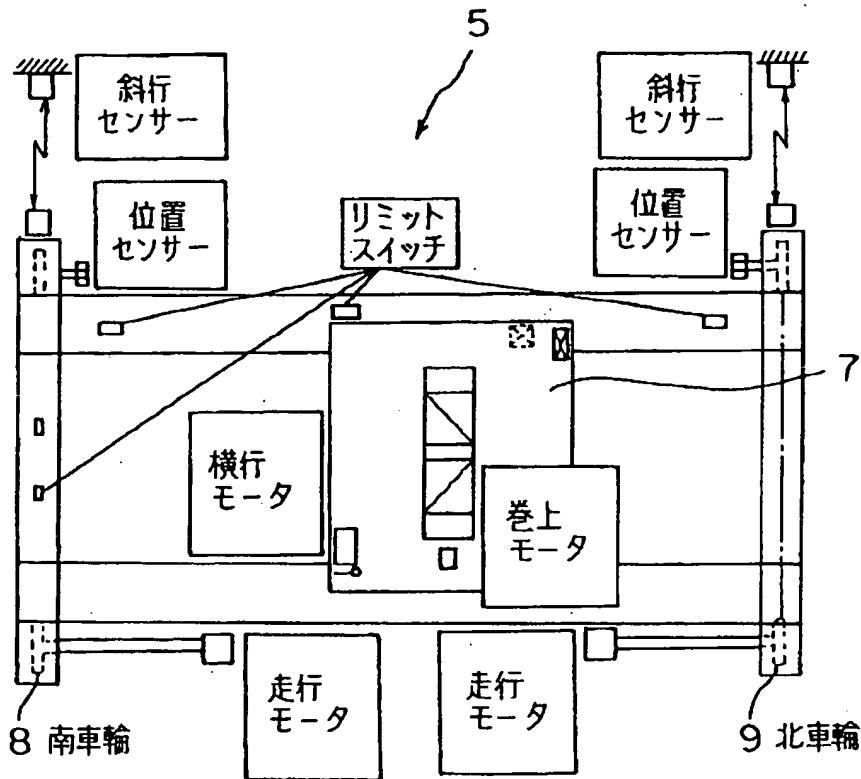 5
斜行
センサー
斜行
センサー
位置
センサー
リミット
スイッチ
位置
センサー
7
横行
モータ
巻上
モータ
走行
モータ
走行
モータ
8 南車輪
9 北車輪